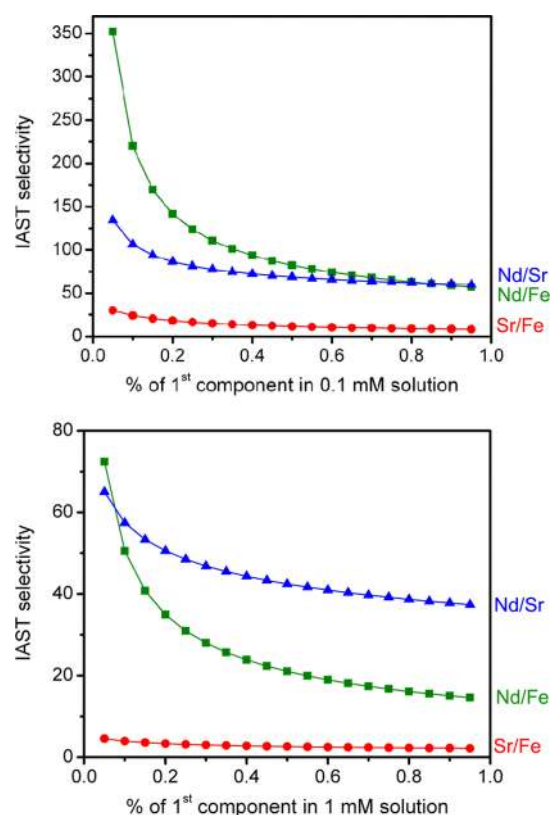 350
300
250
200
150
100
50
0
IAST selectivity
Nd/Sr
Nd/Fe
Sr/Fe
0.0 0.2 0.4 0.6 0.8 1.0
% of 1st component in 0.1 mM solution
80
60
40
20
0
IAST selectivity
Nd/Sr
Nd/Fe
Sr/Fe
0.0 0.2 0.4 0.6 0.8 1.0
% of 1st component in 1 mM solution